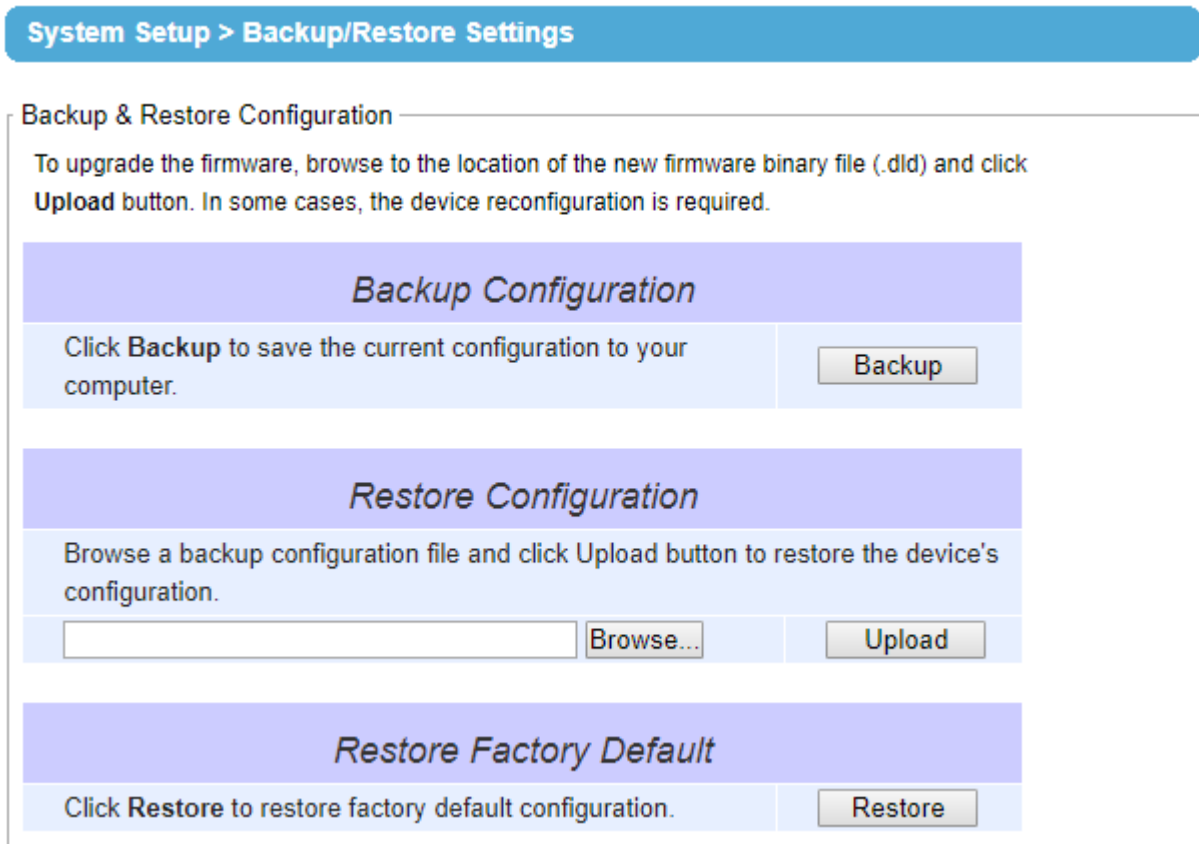 System Setup > Backup/Restore Settings
Backup & Restore Configuration
To upgrade the firmware, browse to the location of the new firmware binary file (.dld) and click
Upload button. In some cases, the device reconfiguration is required.
Backup Configuration
Click Backup to save the current configuration to your
computer.
Backup
Restore Configuration
Browse a backup configuration file and click Upload button to restore the device's
configuration.
Browse...
Upload
Restore Factory Default
Click Restore to restore factory default configuration.
Restore